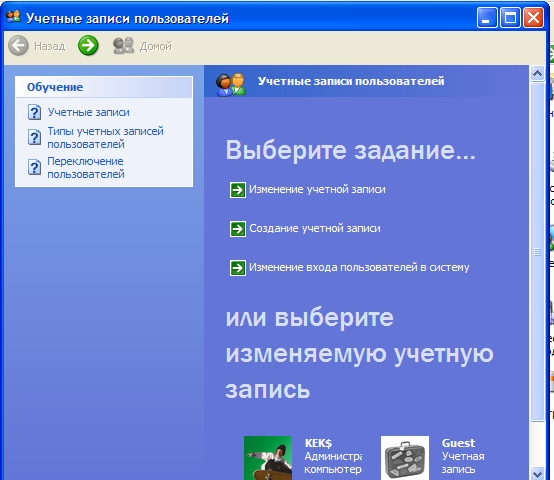 Учетные записи пользователей
Назад
Домой
Обучение
Учетные записи
Типы учетных записей
пользователей
Переключение
пользователей
Учетные записи пользователей
Выберите задание...
Изменение учетной записи
Создание учетной записи
Изменение входа пользователей в систему
или выберите
изменяемую учетную
запись
KEK$
Администра
компьютер
Guest
Учетная
запись